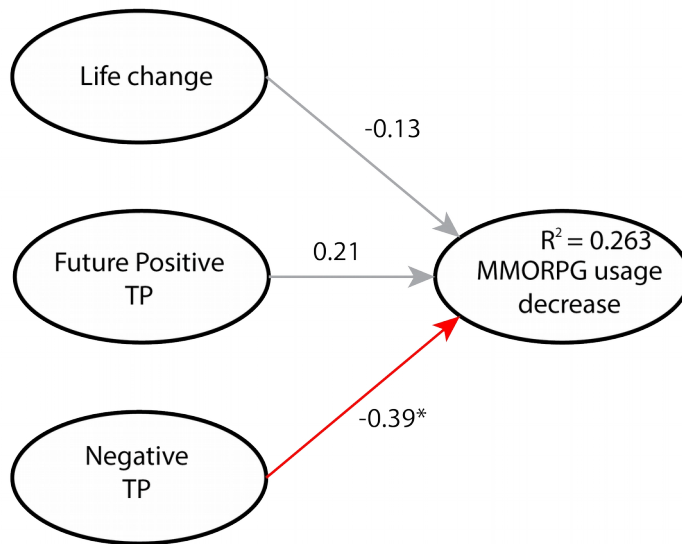 Life change
-0.13
Future Positive
TP
0.21
R² = 0.263
MMORPG usage
decrease
-0.39*
Negative
TP